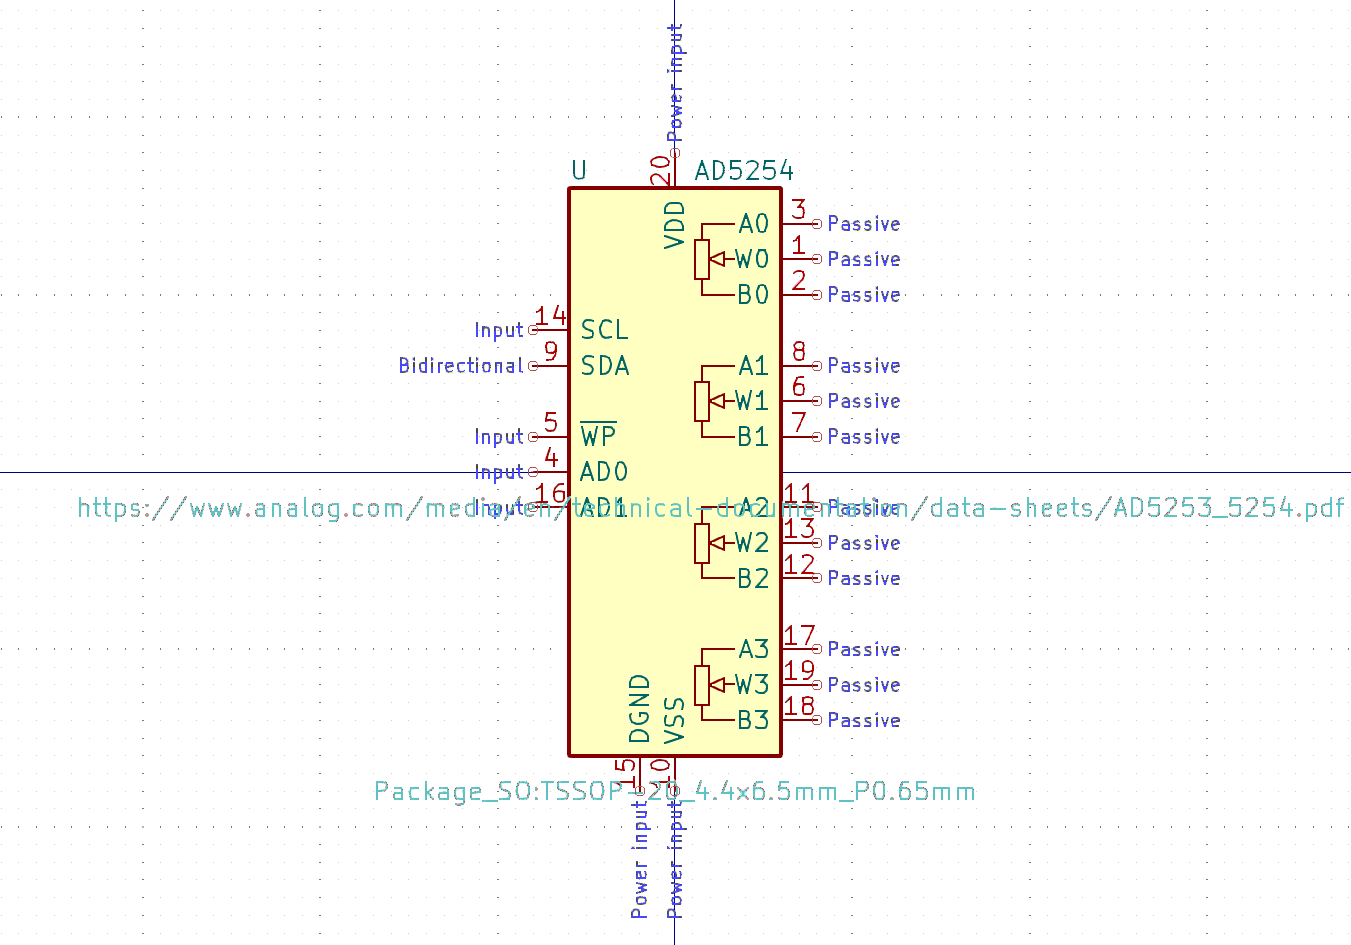 Power input
20
U AD5254
VDD
A0 3 Passive
W0 1 Passive
B0 2 Passive
Input 14 SCL
Bidirectional 9 SDA
A1 8 Passive
W1 6 Passive
B1 7 Passive
Input 5 WP
Input 4 AD0
Input 16 AD1
https://www.analog.com/media/en/technical-documentation/data-sheets/AD5253_5254.pdf
A2 11 Passive
W2 13 Passive
B2 12 Passive
A3 17 Passive
W3 19 Passive
B3 18 Passive
DGND
VSS
15
10
Package_SO:TSSOP-20_4.4x6.5mm_P0.65mm
Power input
Power input